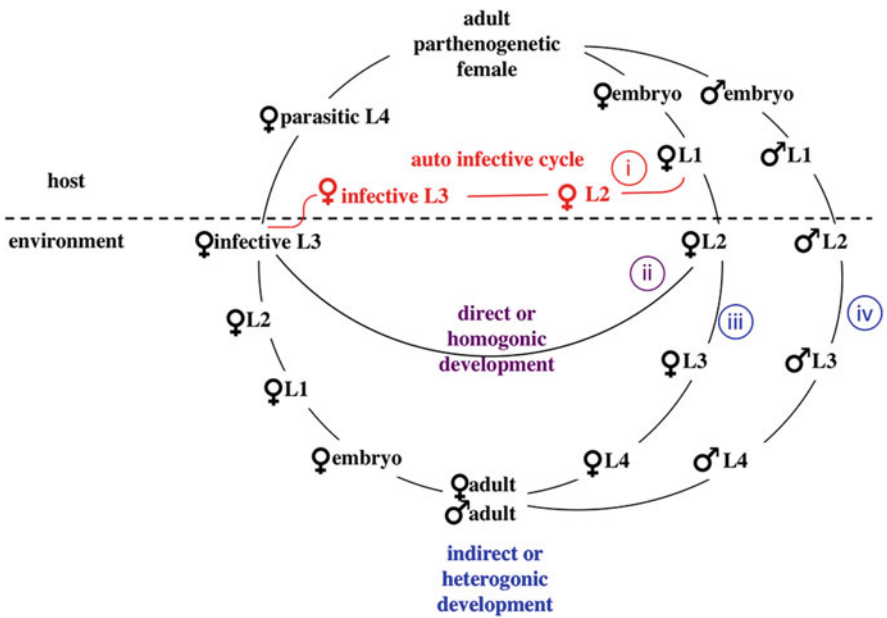 adult
parthenogenetic
female
♀embryo
♂embryo
♀parasitic L4
auto infective cycle
i
♀L1
♂L1
host
♀ infective L3
♀ L2
environment
♀infective L3
♀L2
♂L2
ii
iii
iv
♀L2
direct or
homogonic
development
♀L3
♂L3
♀L1
♀embryo
♀L4
♂L4
♀adult
♂adult
indirect or
heterogonic
development